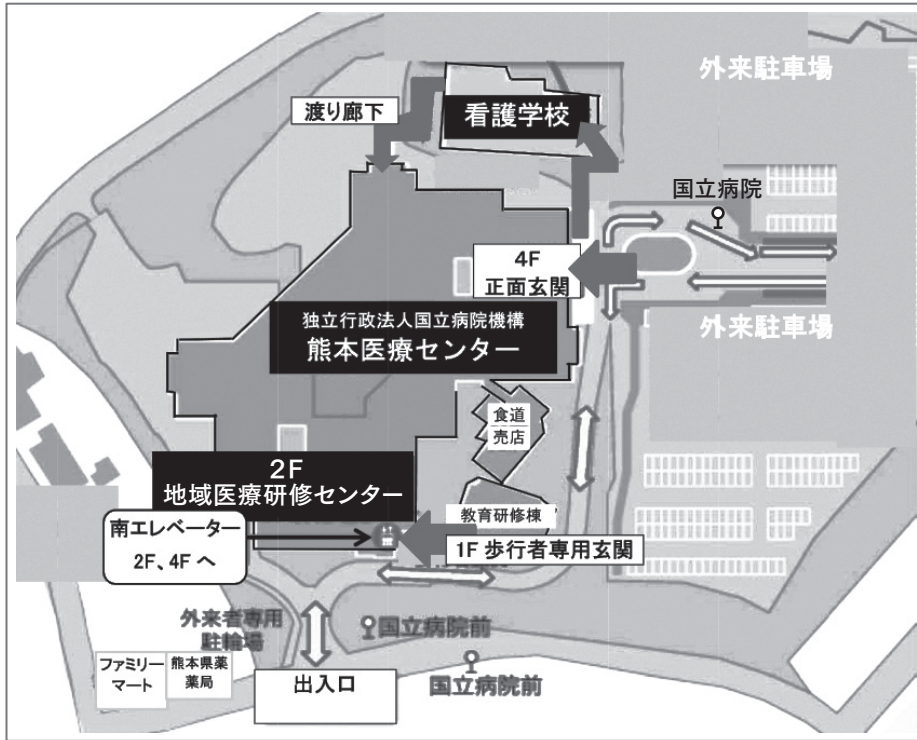 外来駐車場
渡り廊下
看護学校
国立病院
4F
正面玄関
外来駐車場
独立行政法人国立病院機構
熊本医療センター
食道
売店
2F
地域医療研修センター
教育研修棟
南エレベーター
2F、4F へ
1F 歩行者専用玄関
外来者専用
駐輪場
国立病院前
国立病院前
ファミリー
マート
熊本県薬
薬局
出入口